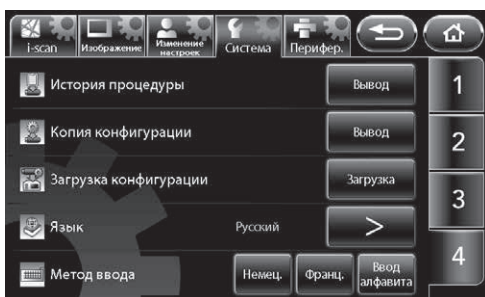 i-scan
Изображение
Изменение
настроек
Система
Перифер.
История процедуры
Вывод
1
Копия конфигурации
Вывод
2
Загрузка конфигурации
Загрузка
3
Язык
Русский
>
4
Метод ввода
Немец.
Франц.
Ввод
алфавита